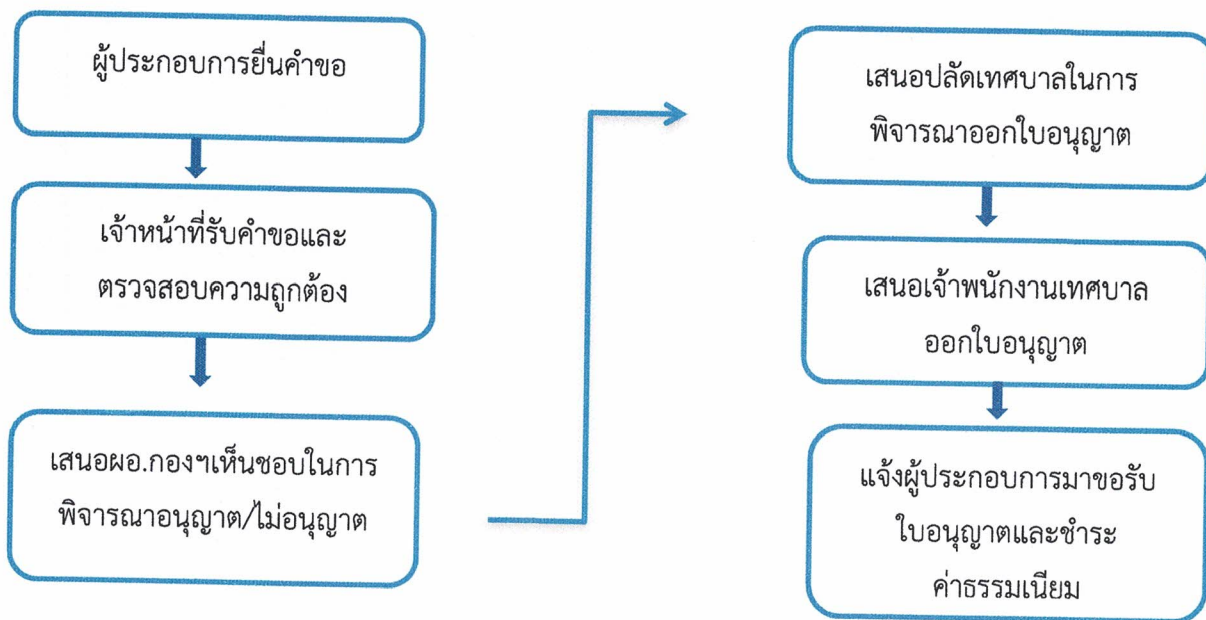 ผู้ประกอบการยื่นคำขอ
เจ้าหน้าที่รับคำขอและ
ตรวจสอบความถูกต้อง
เสนอผอ.กองฯเห็นชอบในการ
พิจารณาอนุญาต/ไม่อนุญาต
เสนอปลัดเทศบาลในการ
พิจารณาออกใบอนุญาต
เสนอเจ้าพนักงานเทศบาล
ออกใบอนุญาต
แจ้งผู้ประกอบการมาขอรับ
ใบอนุญาตและชำระ
ค่าธรรมเนียม